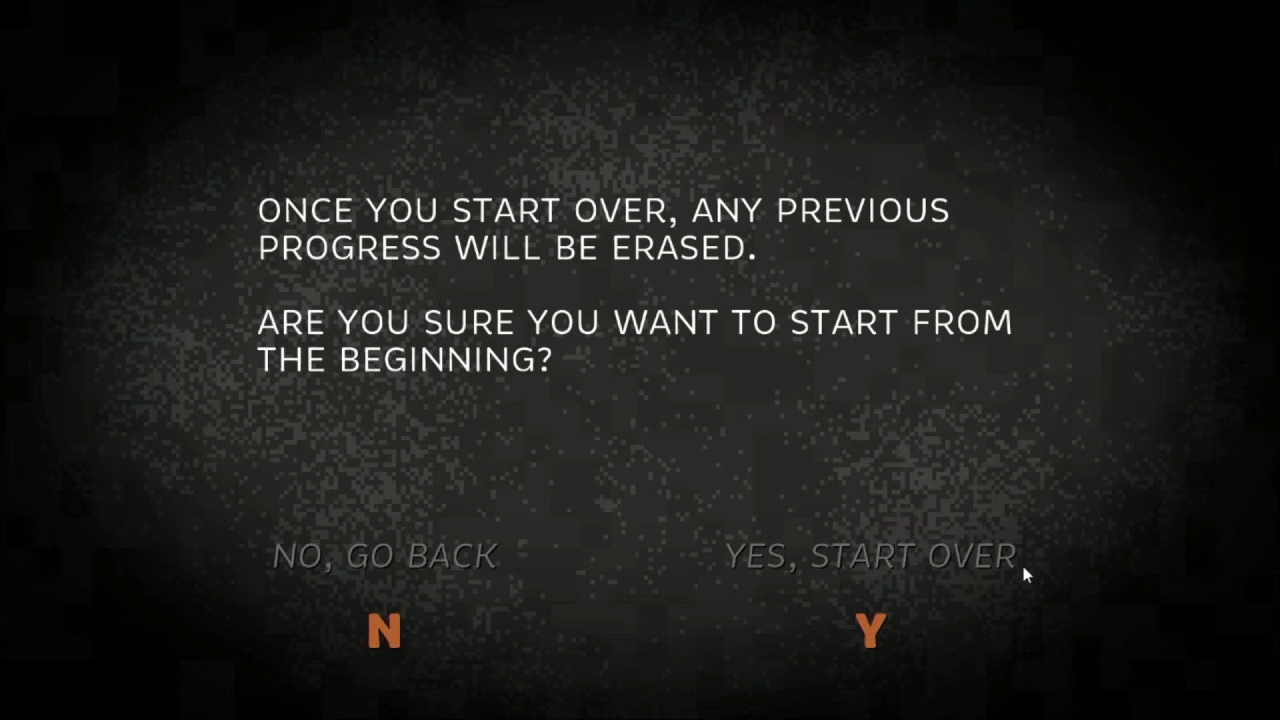 ONCE YOU START OVER, ANY PREVIOUS
PROGRESS WILL BE ERASED.
ARE YOU SURE YOU WANT TO START FROM
THE BEGINNING?
NO, GO BACK
YES, START OVER
N
Y